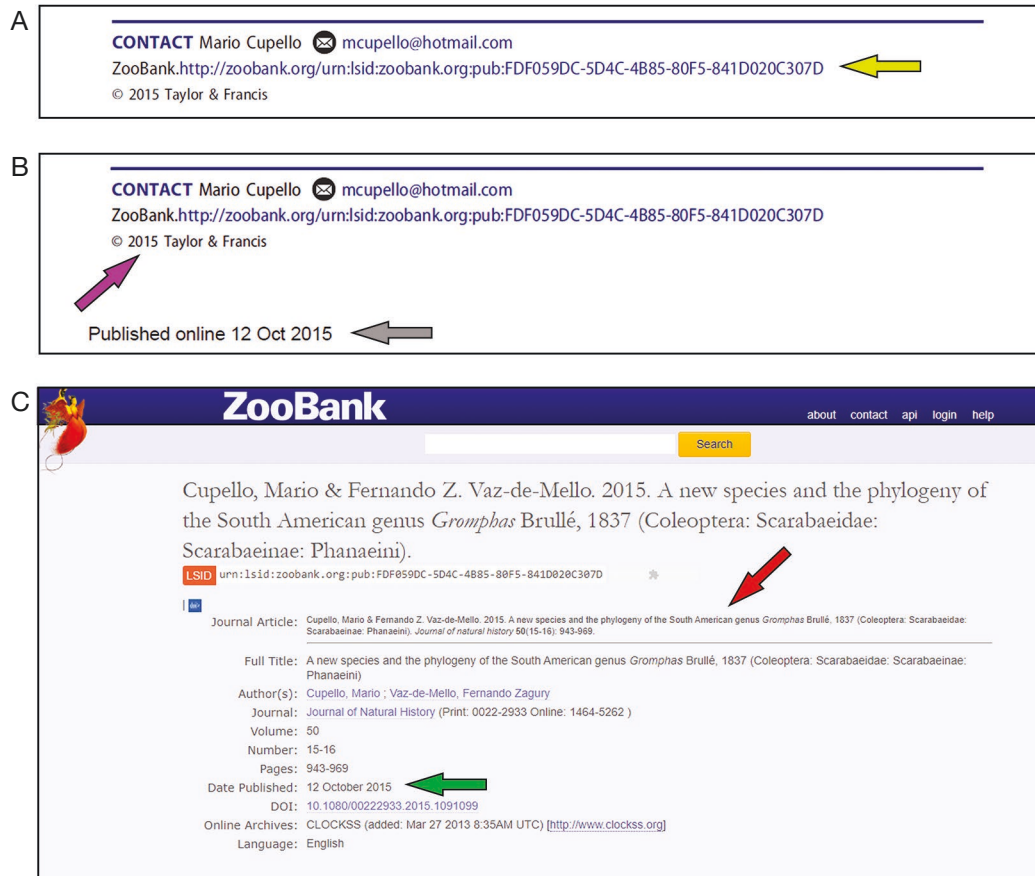 A
CONTACT Mario Cupello mcupello@hotmail.com
ZooBank.http://zoobank.org/urn:lsid:zoobank.org:pub:FDF059DC-5D4C-4B85-80F5-841D020C307D
© 2015 Taylor & Francis
B
CONTACT Mario Cupello mcupello@hotmail.com
ZooBank.http://zoobank.org/urn:lsid:zoobank.org:pub:FDF059DC-5D4C-4B85-80F5-841D020C307D
© 2015 Taylor & Francis
Published online 12 Oct 2015
C
ZooBank
about contact api login help
Search
Cupello, Mario & Fernando Z. Vaz-de-Mello. 2015. A new species and the phylogeny of
the South American genus Gromphas Brullé, 1837 (Coleoptera: Scarabaeidae:
Scarabaeinae: Phanaeini).
LSID urn:lsid:zoobank.org:pub:FDF059DC-5D4C-4B85-80F5-841D020C307D
Journal Article: Cupello, Mario & Fernando Z. Vaz-de-Mello. 2015. A new species and the phylogeny of the South American genus Gromphas Brullé, 1837 (Coleoptera: Scarabaeidae:
Scarabaeinae: Phanaeini). Journal of natural history 50(15-16): 943-969.
Full Title: A new species and the phylogeny of the South American genus Gromphas Brullé, 1837 (Coleoptera: Scarabaeidae: Scarabaeinae:
Phanaeini)
Author(s): Cupello, Mario ; Vaz-de-Mello, Fernando Zagury
Journal: Journal of Natural History (Print: 0022-2933 Online: 1464-5262 )
Volume: 50
Number: 15-16
Pages: 943-969
Date Published: 12 October 2015
DOI: 10.1080/00222933.2015.1091099
Online Archives: CLOCKSS (added: Mar 27 2013 8:35AM UTC) [http://www.clockss.org]
Language: English